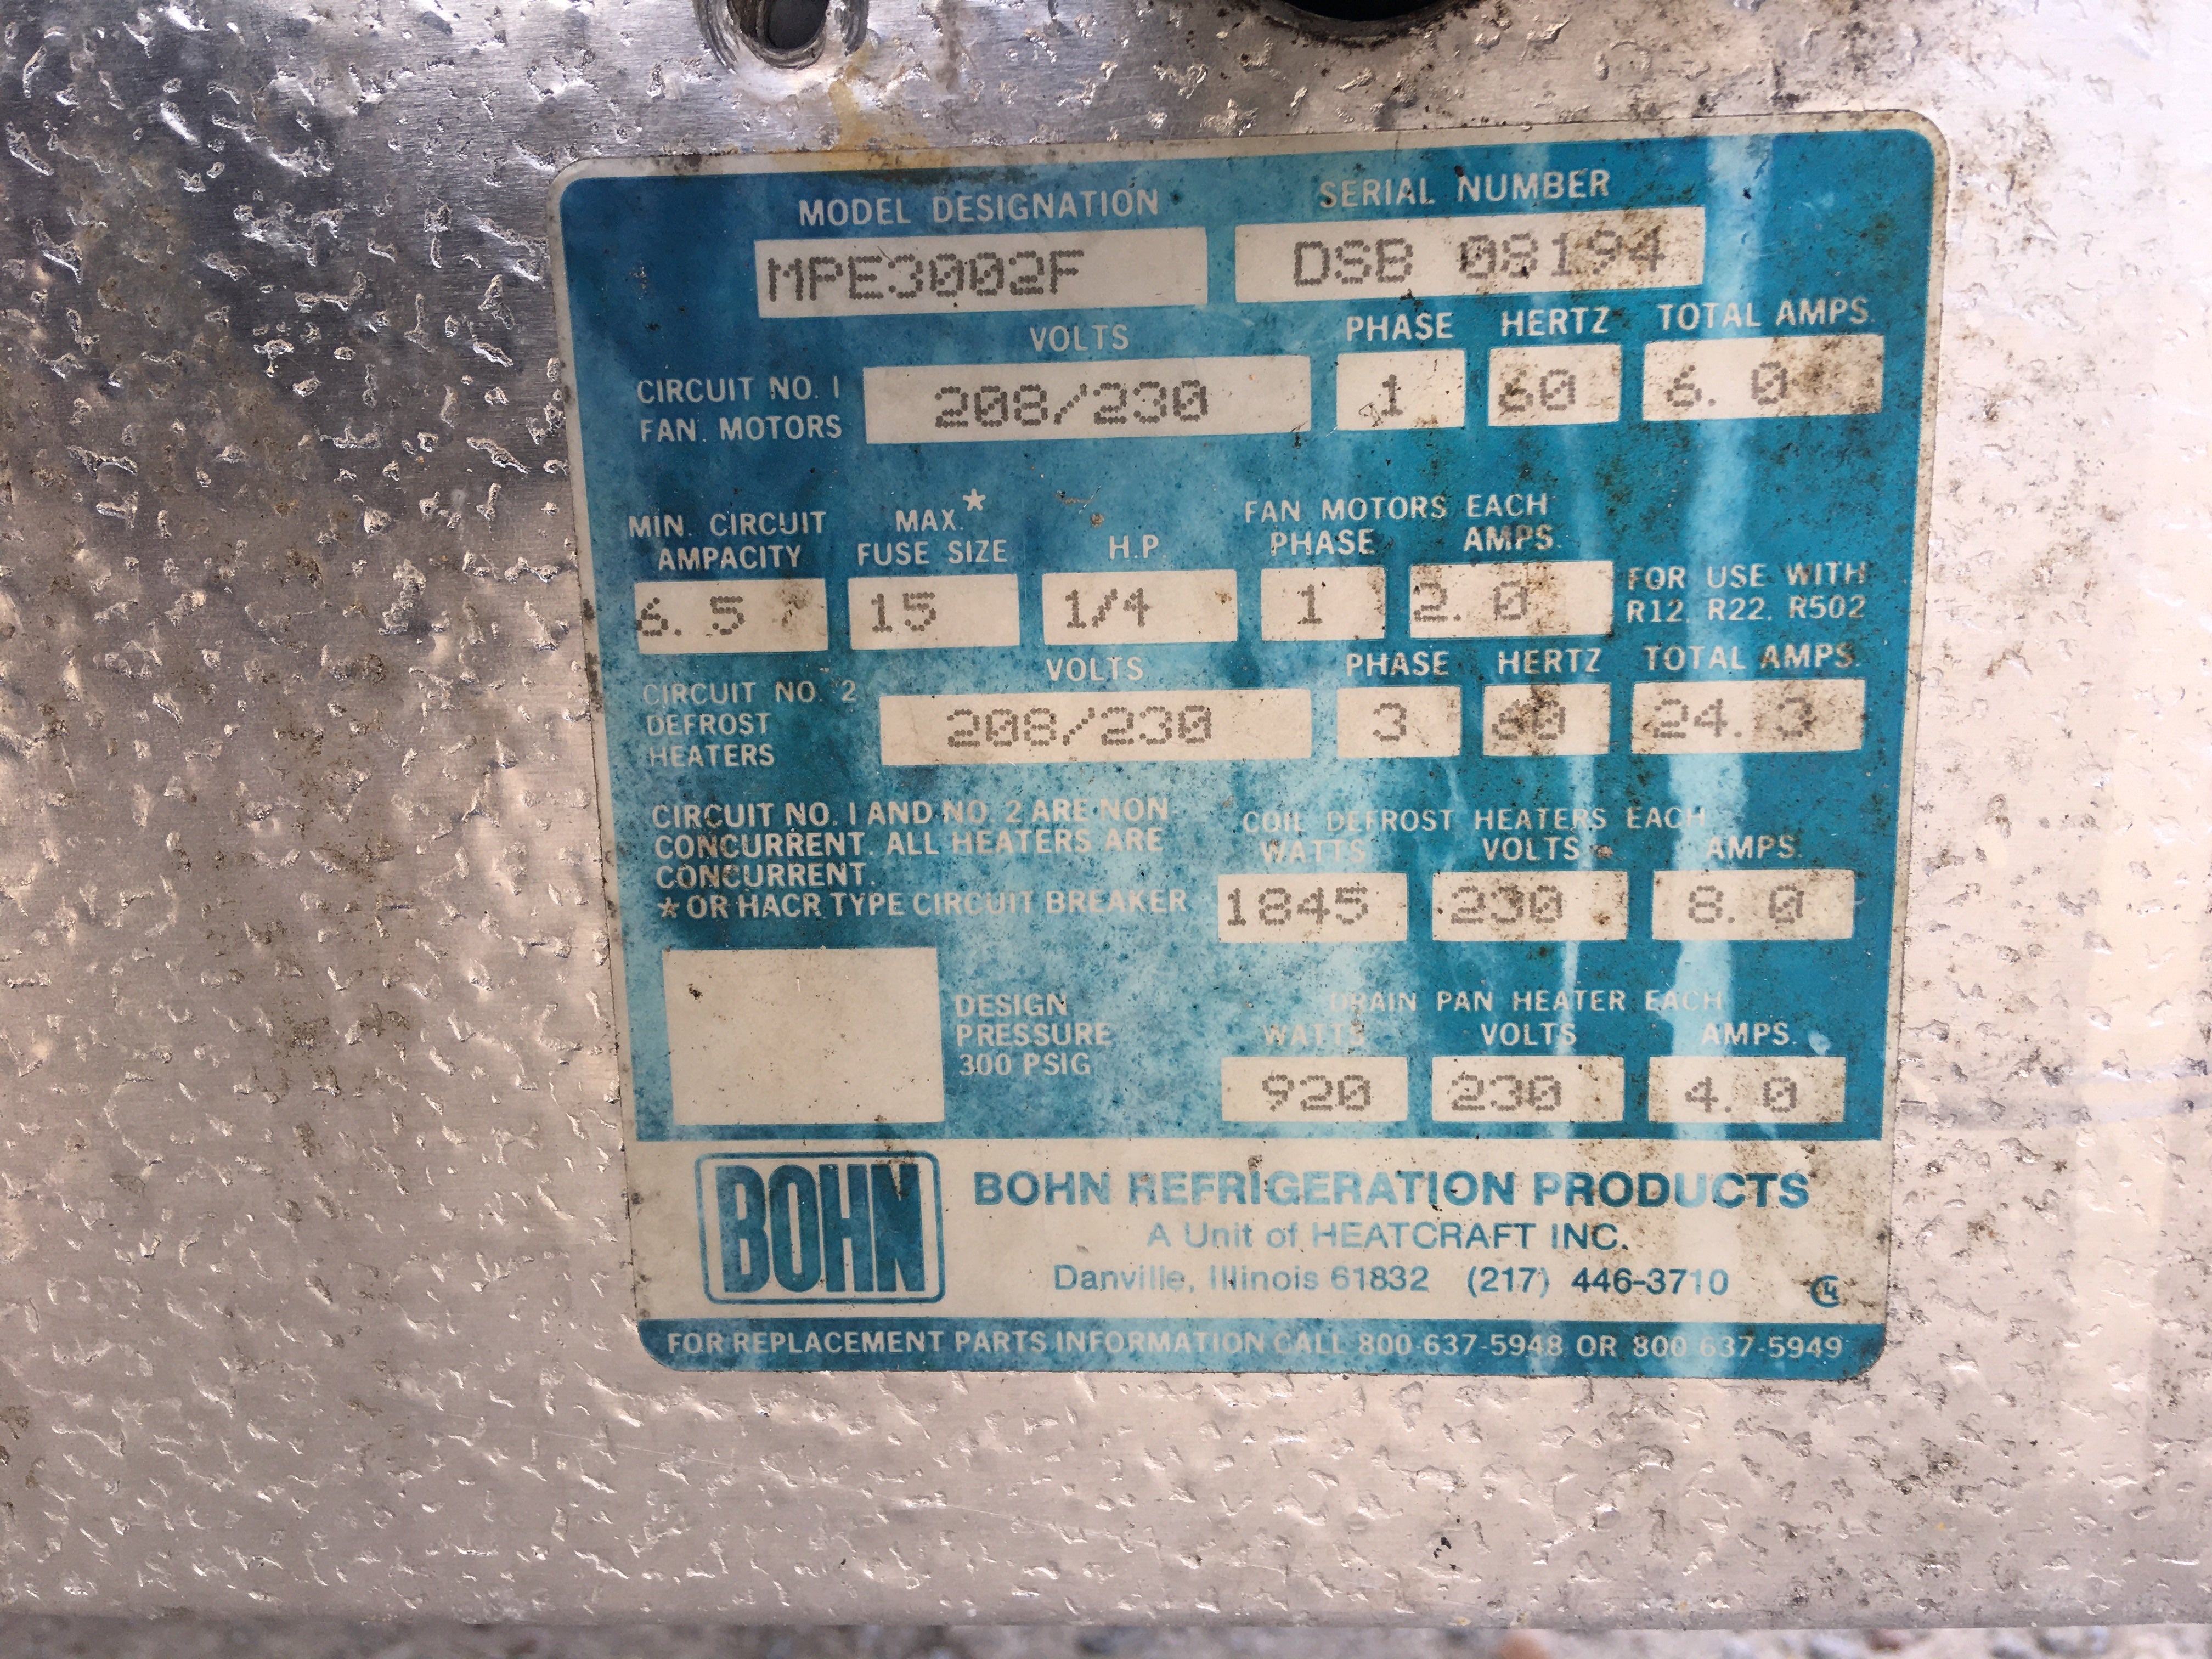 MODEL DESIGNATION SERIAL NUMBER
MPE3002F DSB 08194
VOLTS PHASE HERTZ TOTAL AMPS.
CIRCUIT NO. 1
FAN. MOTORS 208/230 1 60 6.0
MIN. CIRCUIT AMPACITY MAX.* FUSE SIZE H.P. FAN MOTORS EACH PHASE AMPS.
6.5 15 1/4 1 2.0
FOR USE WITH
R12, R22, R502
VOLTS PHASE HERTZ TOTAL AMPS.
CIRCUIT NO. 2
DEFROST
HEATERS 208/230 3 60 24.3
CIRCUIT NO. 1 AND NO. 2 ARE NON
CONCURRENT. ALL HEATERS ARE
CONCURRENT.
*OR HACR TYPE CIRCUIT BREAKER
COIL DEFROST HEATERS EACH
WATTS VOLTS AMPS.
1845 230 8.0
DESIGN
PRESSURE
300 PSIG
DRAIN PAN HEATER EACH
WATTS VOLTS AMPS.
920 230 4.0
BOHN
BOHN REFRIGERATION PRODUCTS
A Unit of HEATCRAFT INC.
Danville, Illinois 61832 (217) 446-3710
FOR REPLACEMENT PARTS INFORMATION CALL 800-637-5948 OR 800 637-5949